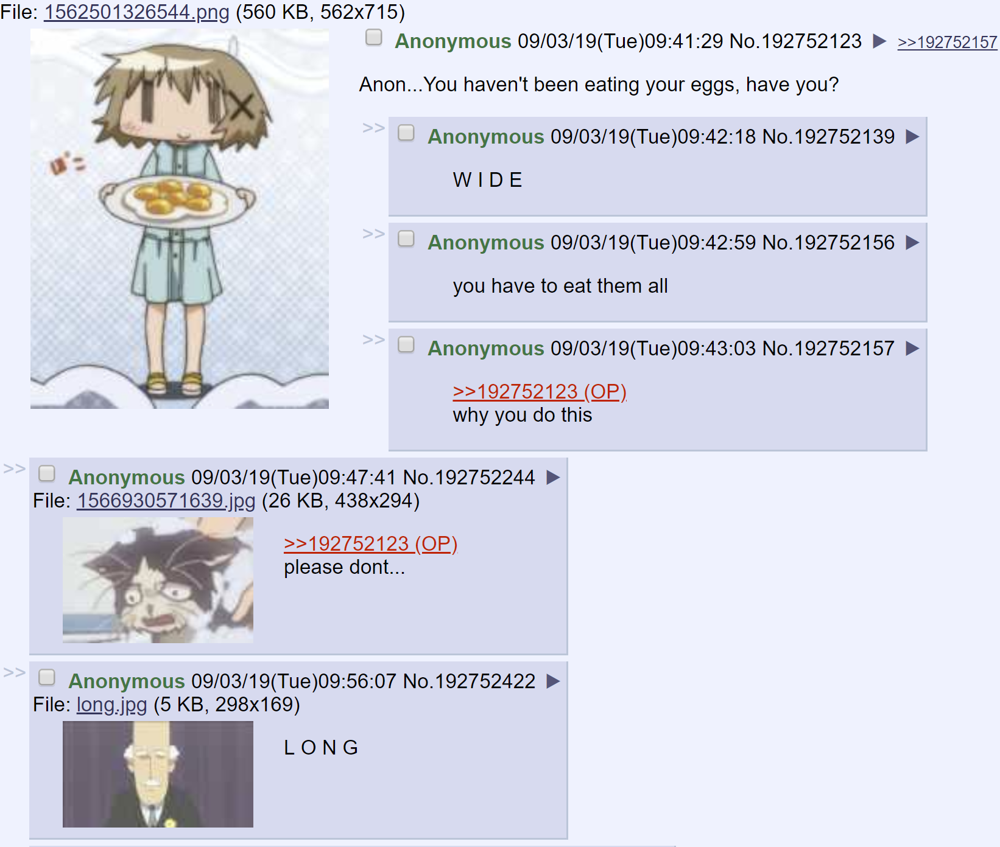 File: 1562501326544.png (560 KB, 562x715)
Anonymous 09/03/19(Tue)09:41:29 No.192752123 ▶ >>192752157
Anon...You haven't been eating your eggs, have you?
>> Anonymous 09/03/19(Tue)09:42:18 No.192752139 ▶
W I D E
>> Anonymous 09/03/19(Tue)09:42:59 No.192752156 ▶
you have to eat them all
>> Anonymous 09/03/19(Tue)09:43:03 No.192752157 ▶
>>192752123 (OP)
why you do this
>> Anonymous 09/03/19(Tue)09:47:41 No.192752244 ▶
File: 1566930571639.jpg (26 KB, 438x294)
>>192752123 (OP)
please dont...
>> Anonymous 09/03/19(Tue)09:56:07 No.192752422 ▶
File: long.jpg (5 KB, 298x169)
L O N G